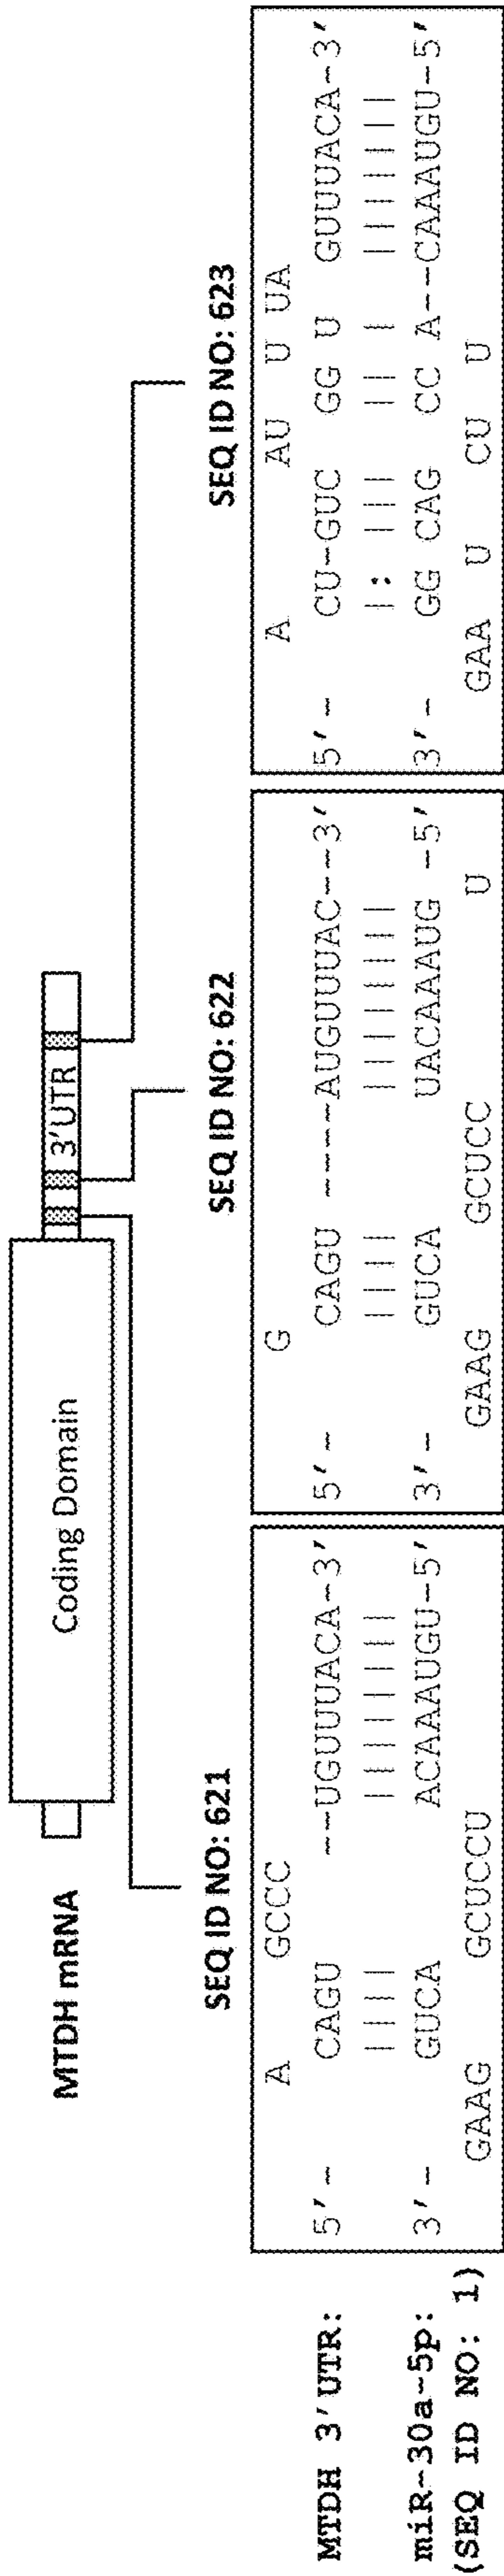 MTDH mRNA
Coding Domain
3'UTR
SEQ ID NO: 621
SEQ ID NO: 622
SEQ ID NO: 623
MTDH 3'UTR:
miR-30a-5p:
(SEQ ID NO: 1)
A GCCC
5'- CAGU --UGUUUACA-3'
|||| ||||||||
3'- GUCA ACAAAUGU-5'
GAAG GCUCCU
G
5'- CAGU ----AUGUUUAC--3'
|||| ||||||||
3'- GUCA UACAAAUG -5'
GAAG GCUCC U
A AU U UA
5'- CU-GUC GG U GUUUACA-3'
|: ||| || | |||||||
3'- GG CAG CC A--CAAAUGU-5'
GAA U CU U